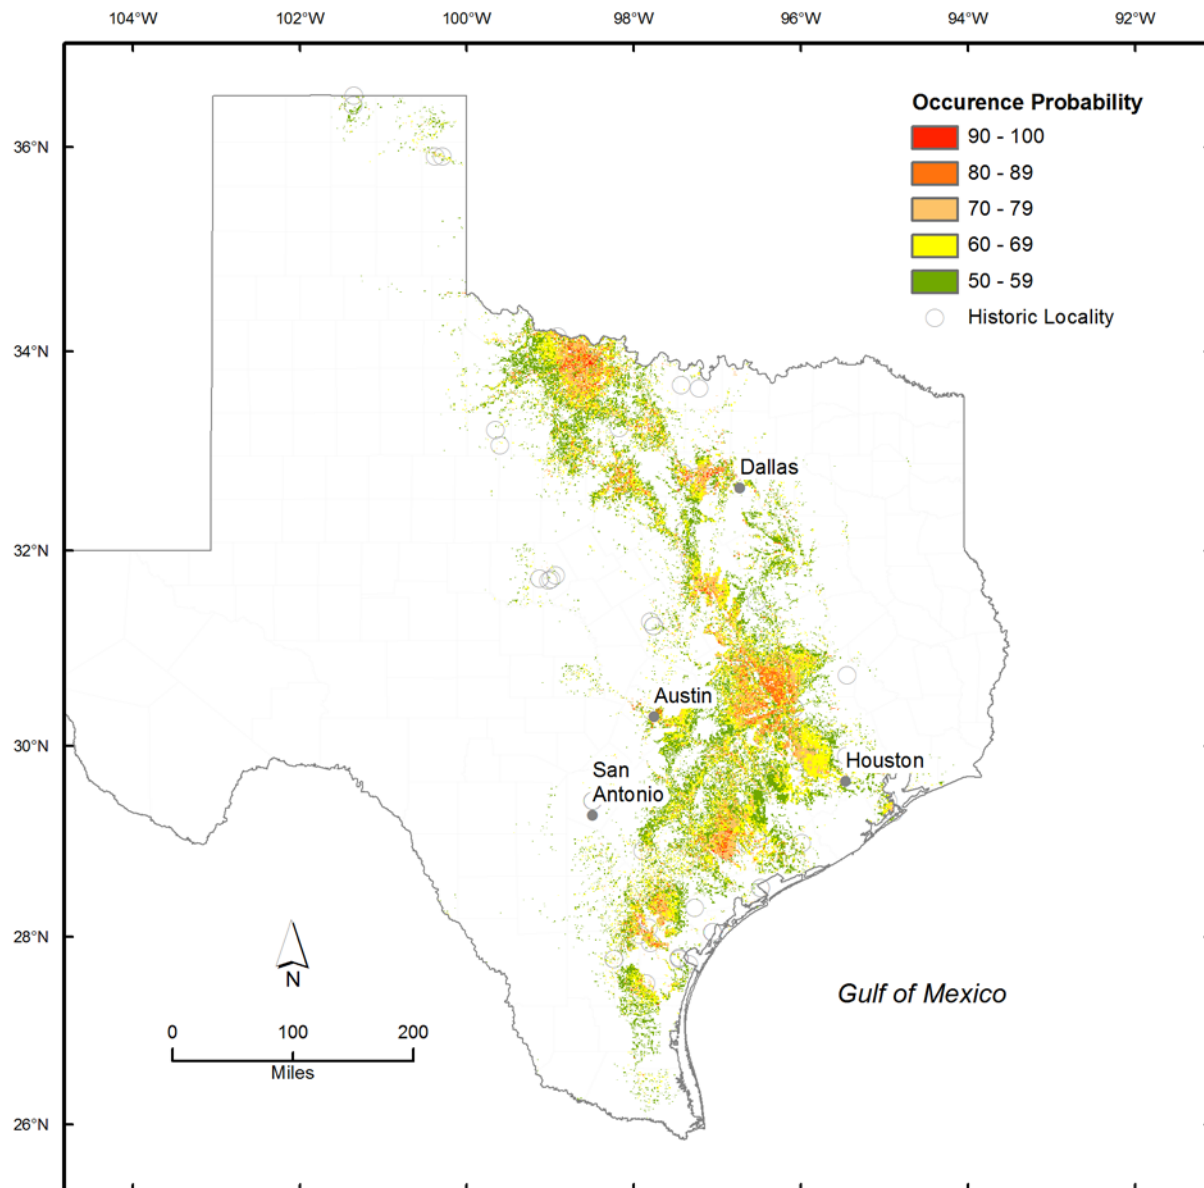 104°W 102°W 100°W 98°W 96°W 94°W 92°W
Occurence Probability
90 - 100
36°N
80 - 89
70 - 79
60 - 69
50 - 59
Historic Locality
34°N
Dallas
32°N
Austin
30°N
Houston
San
Antonio
28°N
N
Gulf of Mexico
0 100 200
Miles
26°N